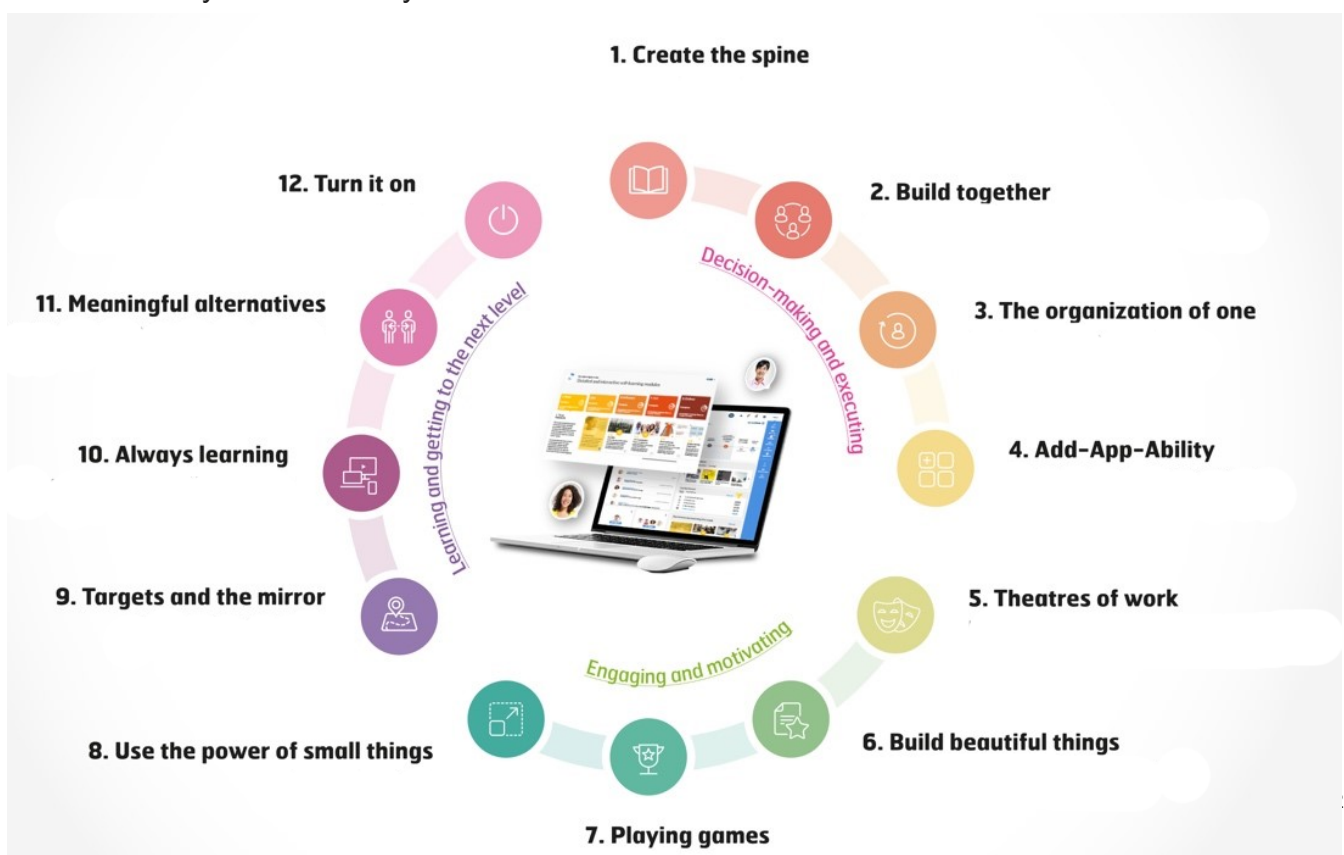 1. Create the spine
2. Build together
3. The organization of one
4. Add-App-Ability
5. Theatres of work
6. Build beautiful things
7. Playing games
8. Use the power of small things
9. Targets and the mirror
10. Always learning
11. Meaningful alternatives
12. Turn it on
Decision-making and executing
Engaging and motivating
Learning and getting to the next level